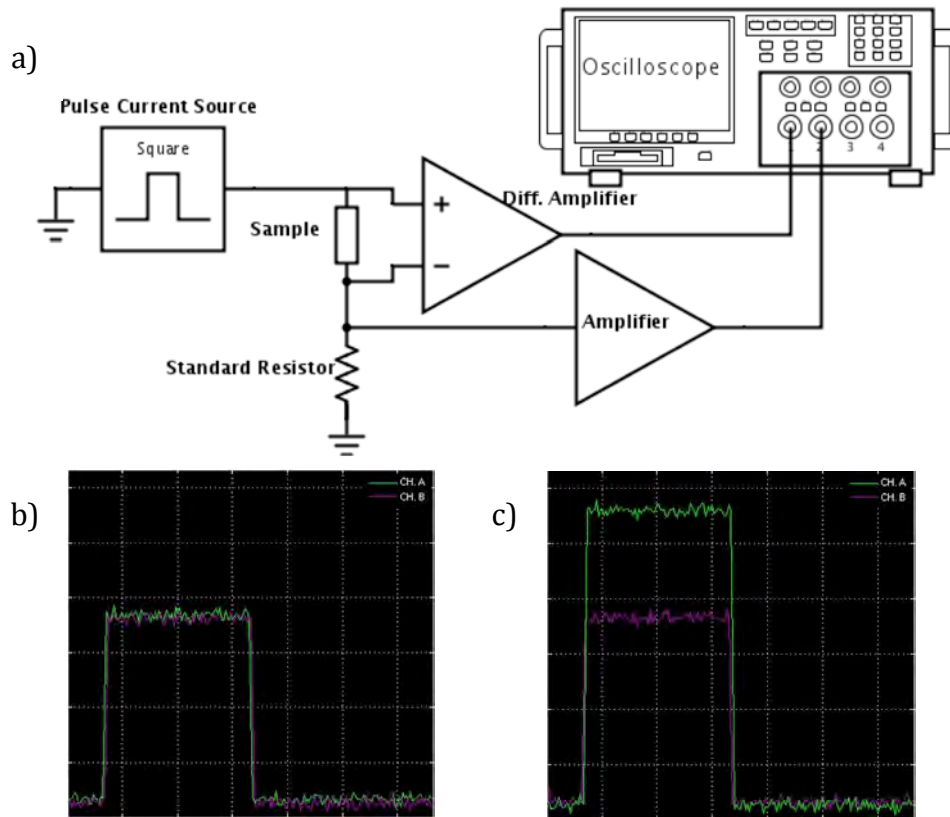 a)
Pulse Current Source
Square
Sample
Standard Resistor
Diff. Amplifier
Amplifier
Oscilloscope
1 2 3 4
b)
CH. A
CH. B
c)
CH. A
CH. B